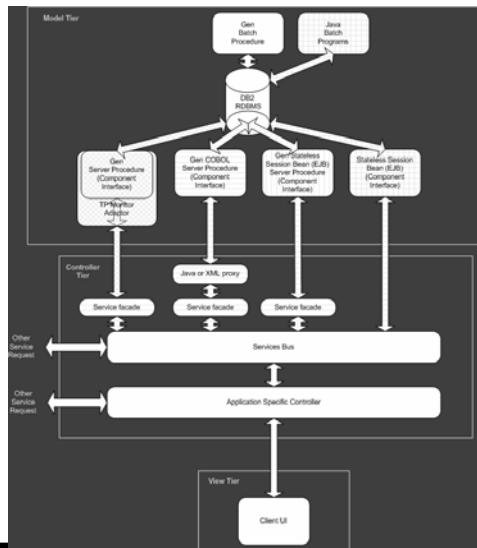 Model Tier
Gen
Batch
Procedure
Java
Batch
Programs
DB2
RDBMS
Gen
Server Procedure
(Component
Interface)
TP Monitor
Adaptor
Gen COBOL
Server Procedure
(Component
Interface)
Gen Stateless
Session Bean (EJB)
Server Procedure
(Component
Interface)
Stateless Session
Bean (EJB)
(Component
Interface)
Controller
Tier
Java or XML proxy
Service facade
Service facade
Service facade
Other
Service
Request
Services Bus
Other
Service
Request
Application Specific Controller
View Tier
Client UI